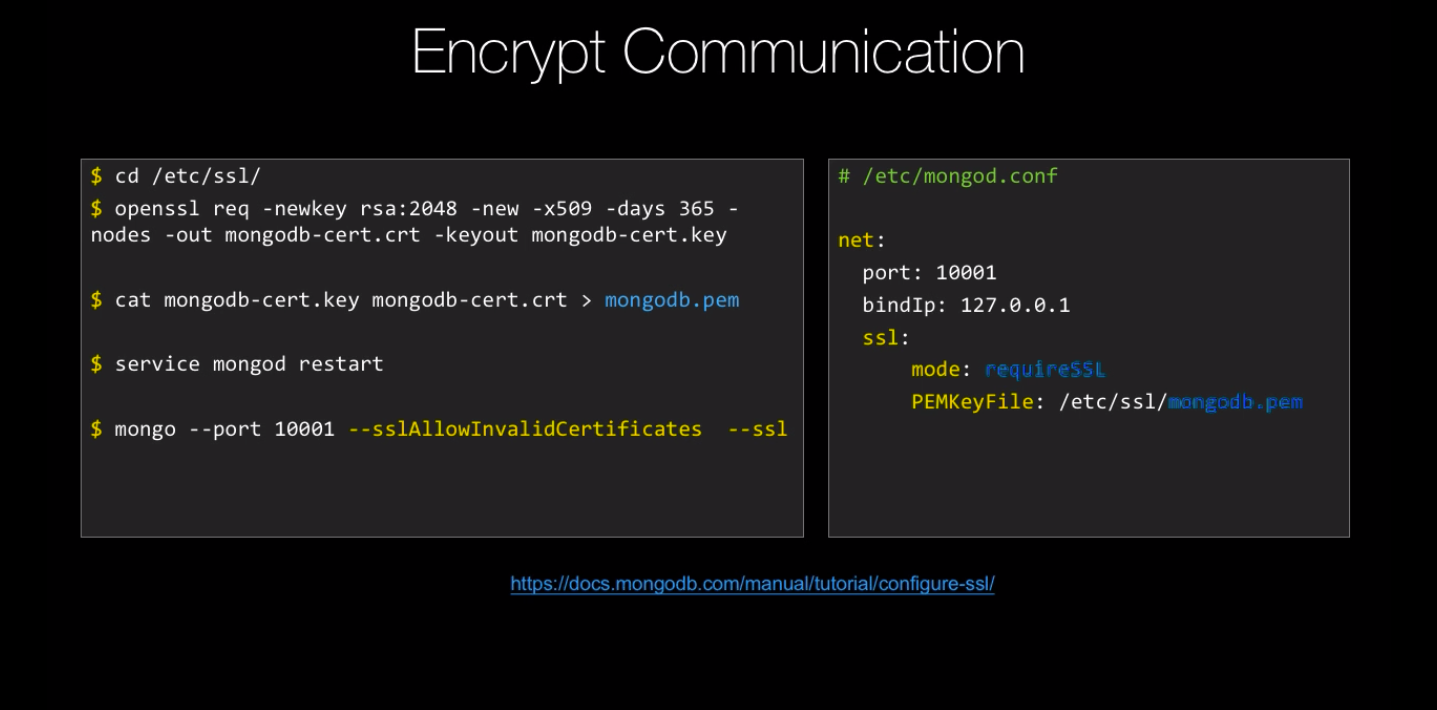 Encrypt Communication
$ cd /etc/ssl/
$ openssl req -newkey rsa:2048 -new -x509 -days 365 -
nodes -out mongodb-cert.crt -keyout mongodb-cert.key
$ cat mongodb-cert.key mongodb-cert.crt > mongodb.pem
$ service mongod restart
$ mongo --port 10001 --sslAllowInvalidCertificates  --ssl
# /etc/mongod.conf
net:
  port: 10001
  bindIp: 127.0.0.1
  ssl:
      mode: requireSSL
      PEMKeyFile: /etc/ssl/mongodb.pem
https://docs.mongodb.com/manual/tutorial/configure-ssl/